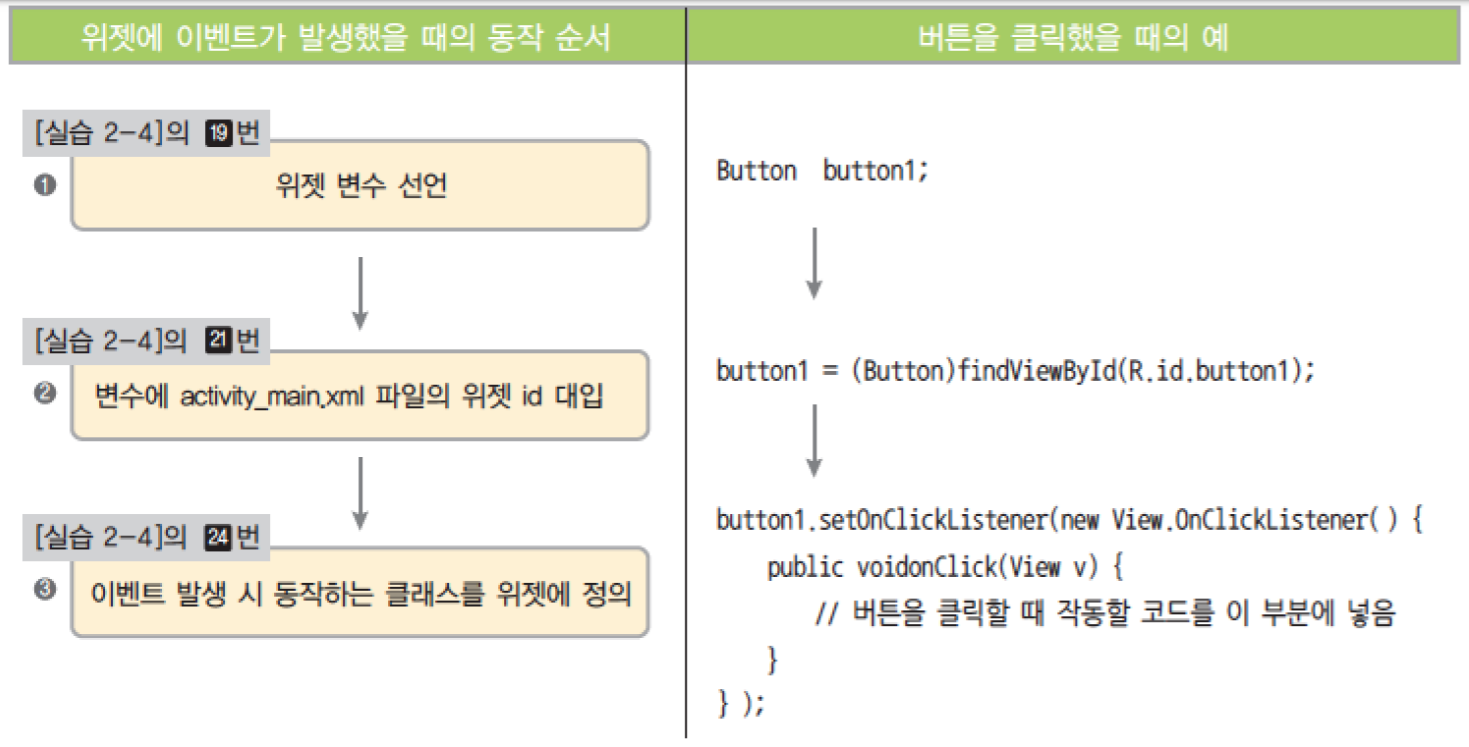 위젯에 이벤트가 발생했을 때의 동작 순서
버튼을 클릭했을 때의 예
[실습 2-4]의 19번
❶ 위젯 변수 선언
Button button1;
[실습 2-4]의 21번
❷ 변수에 activity_main.xml 파일의 위젯 id 대입
button1 = (Button)findViewById(R.id.button1);
[실습 2-4]의 24번
❸ 이벤트 발생 시 동작하는 클래스를 위젯에 정의
button1.setOnClickListener(new View.OnClickListener( ) {
public voidonClick(View v) {
// 버튼을 클릭할 때 작동할 코드를 이 부분에 넣음
}
} );